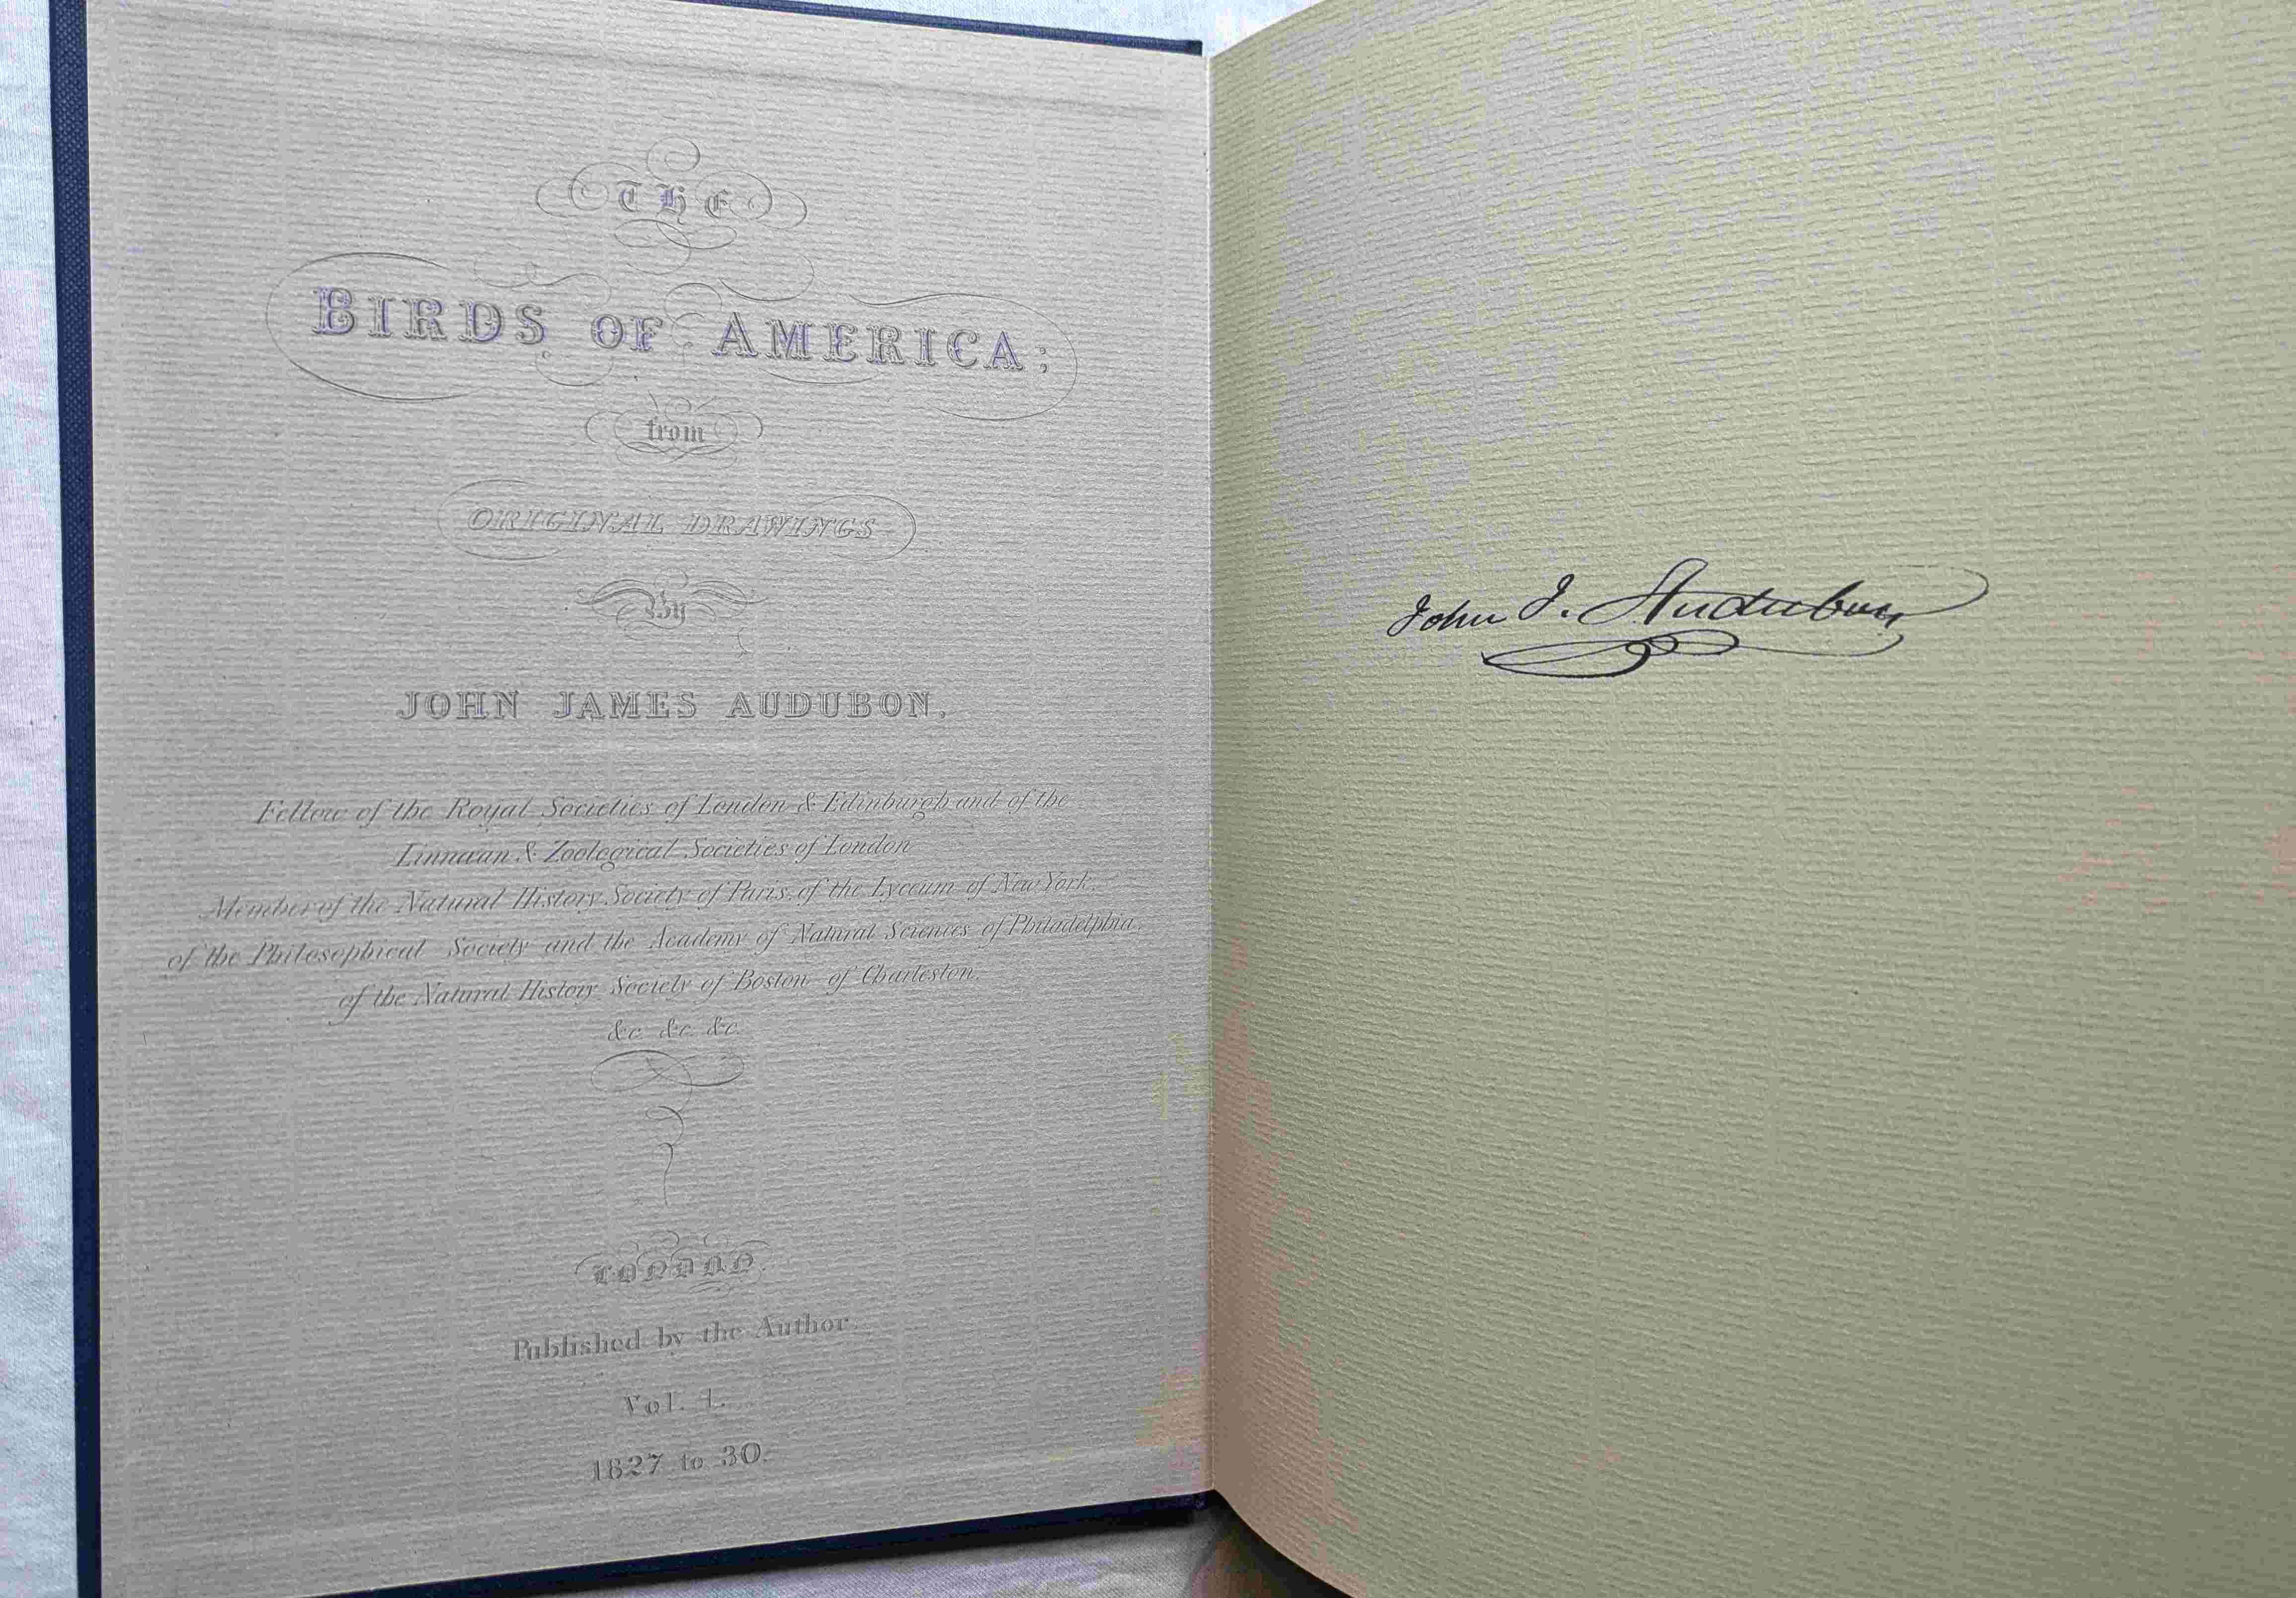 THE
BIRDS OF AMERICA;
from
ORIGINAL DRAWINGS
By
JOHN JAMES AUDUBON.
Fellow of the Royal Societies of London & Edinburgh and of the
Linnæan & Zoological Societies of London
Member of the Natural History Society of Paris, of the Lyceum of New York,
of the Philosophical Society and the Academy of Natural Sciences of Philadelphia,
of the Natural History Society of Boston of Charleston,
&c. &c. &c.
LONDON.
Published by the Author.
Vol. 1.
1827 to 30.
John J. Audubon